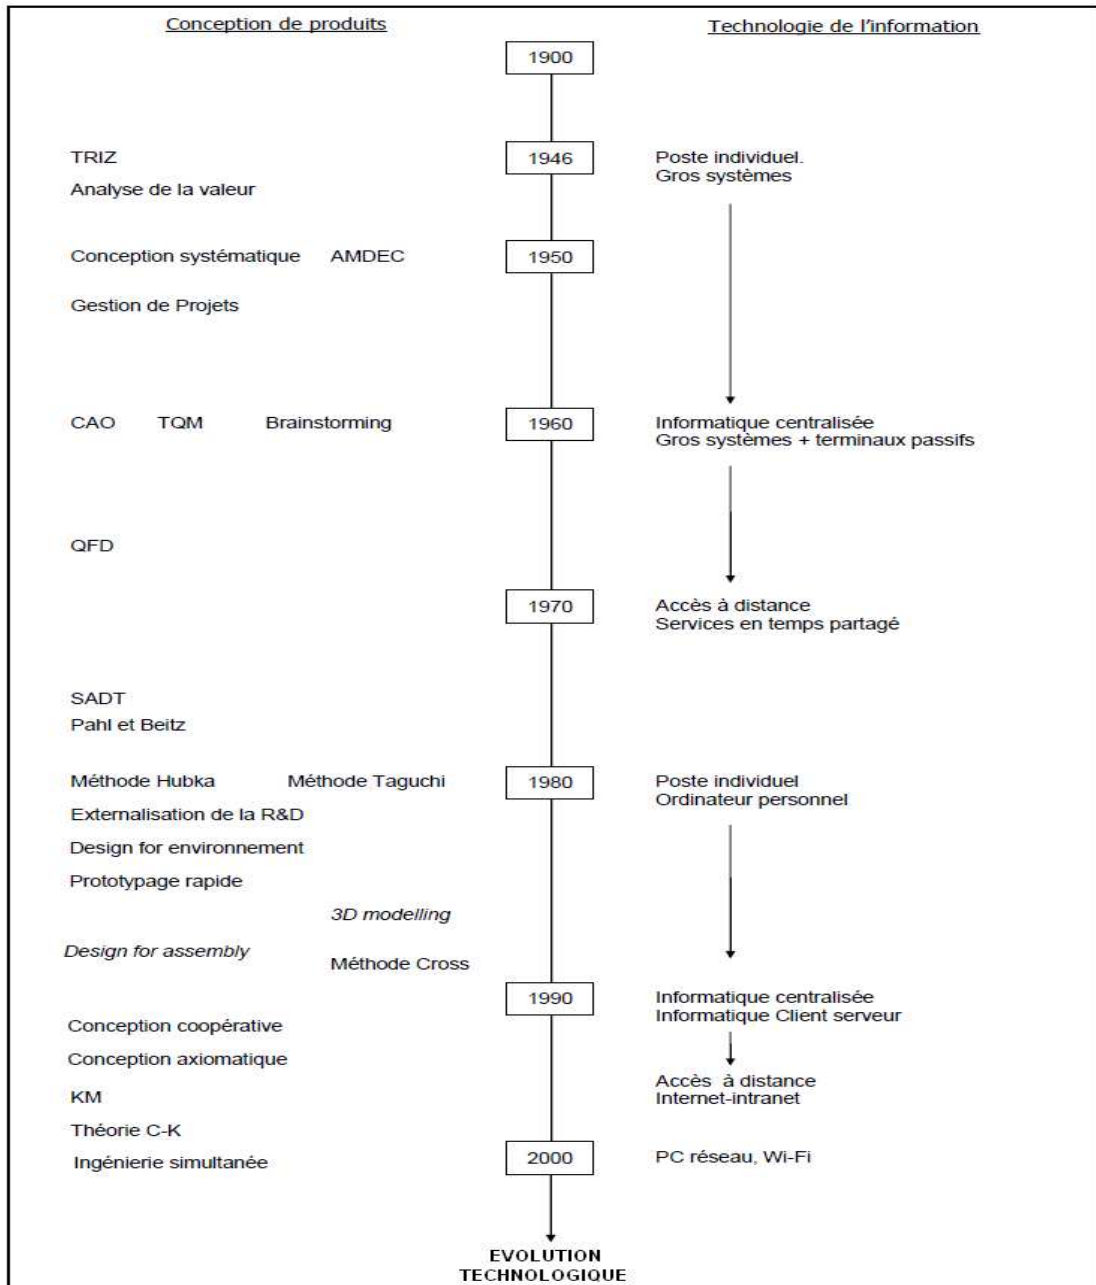 Conception de produits
Technologie de l'information
1900
TRIZ
1946
Poste individuel.
Gros systèmes
Analyse de la valeur
Conception systématique AMDEC
1950
Gestion de Projets
CAO TQM Brainstorming
1960
Informatique centralisée
Gros systèmes + terminaux passifs
QFD
1970
Accès à distance
Services en temps partagé
SADT
Pahl et Beitz
Méthode Hubka Méthode Taguchi
1980
Poste individuel
Ordinateur personnel
Externalisation de la R&D
Design for environnement
Prototypage rapide
3D modelling
Design for assembly
Méthode Cross
1990
Informatique centralisée
Informatique Client serveur
Conception coopérative
Conception axiomatique
Accès à distance
Internet-intranet
KM
Théorie C-K
Ingénierie simultanée
2000
PC réseau, Wi-Fi
EVOLUTION
TECHNOLOGIQUE